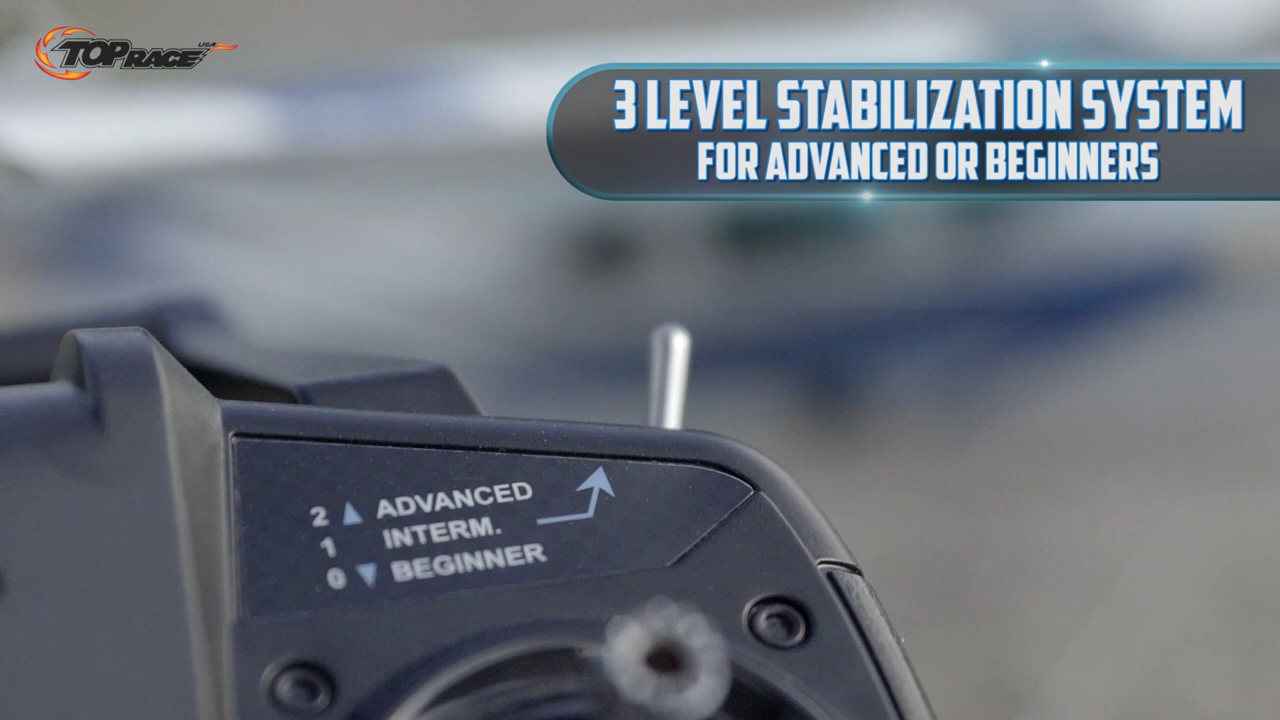 TOP RACE USA
3 LEVEL STABILIZATION SYSTEM
FOR ADVANCED OR BEGINNERS
2 ▲ ADVANCED
1 INTERM.
0 ▼ BEGINNER